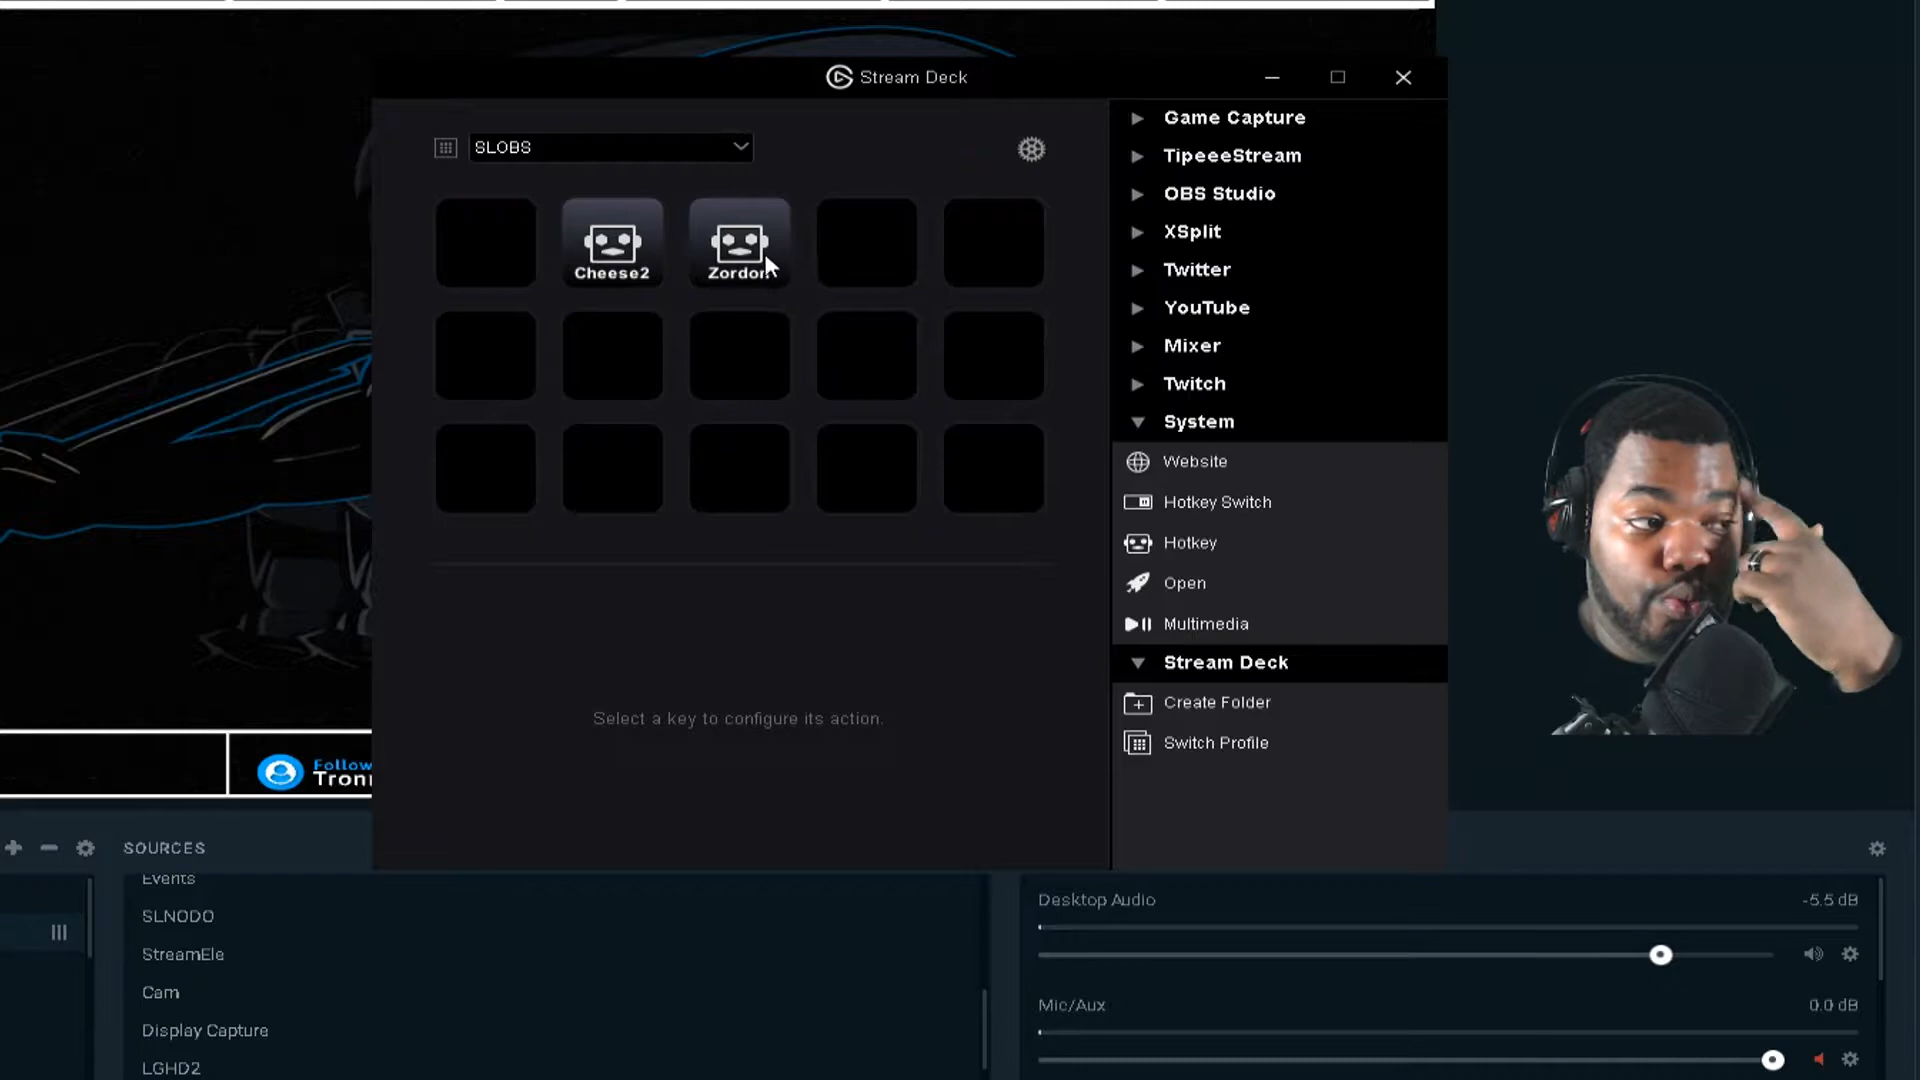 Stream Deck
SLOBS
Cheese2
Zordon
Select a key to configure its action.
Game Capture
TipeeeStream
OBS Studio
XSplit
Twitter
YouTube
Mixer
Twitch
System
Website
Hotkey Switch
Hotkey
Open
Multimedia
Stream Deck
Create Folder
Switch Profile
Follow
Tron
SOURCES
Events
SLNODO
StreamEle
Cam
Display Capture
LGHD2
Desktop Audio -5.5 dB
Mic/Aux 0.0 dB